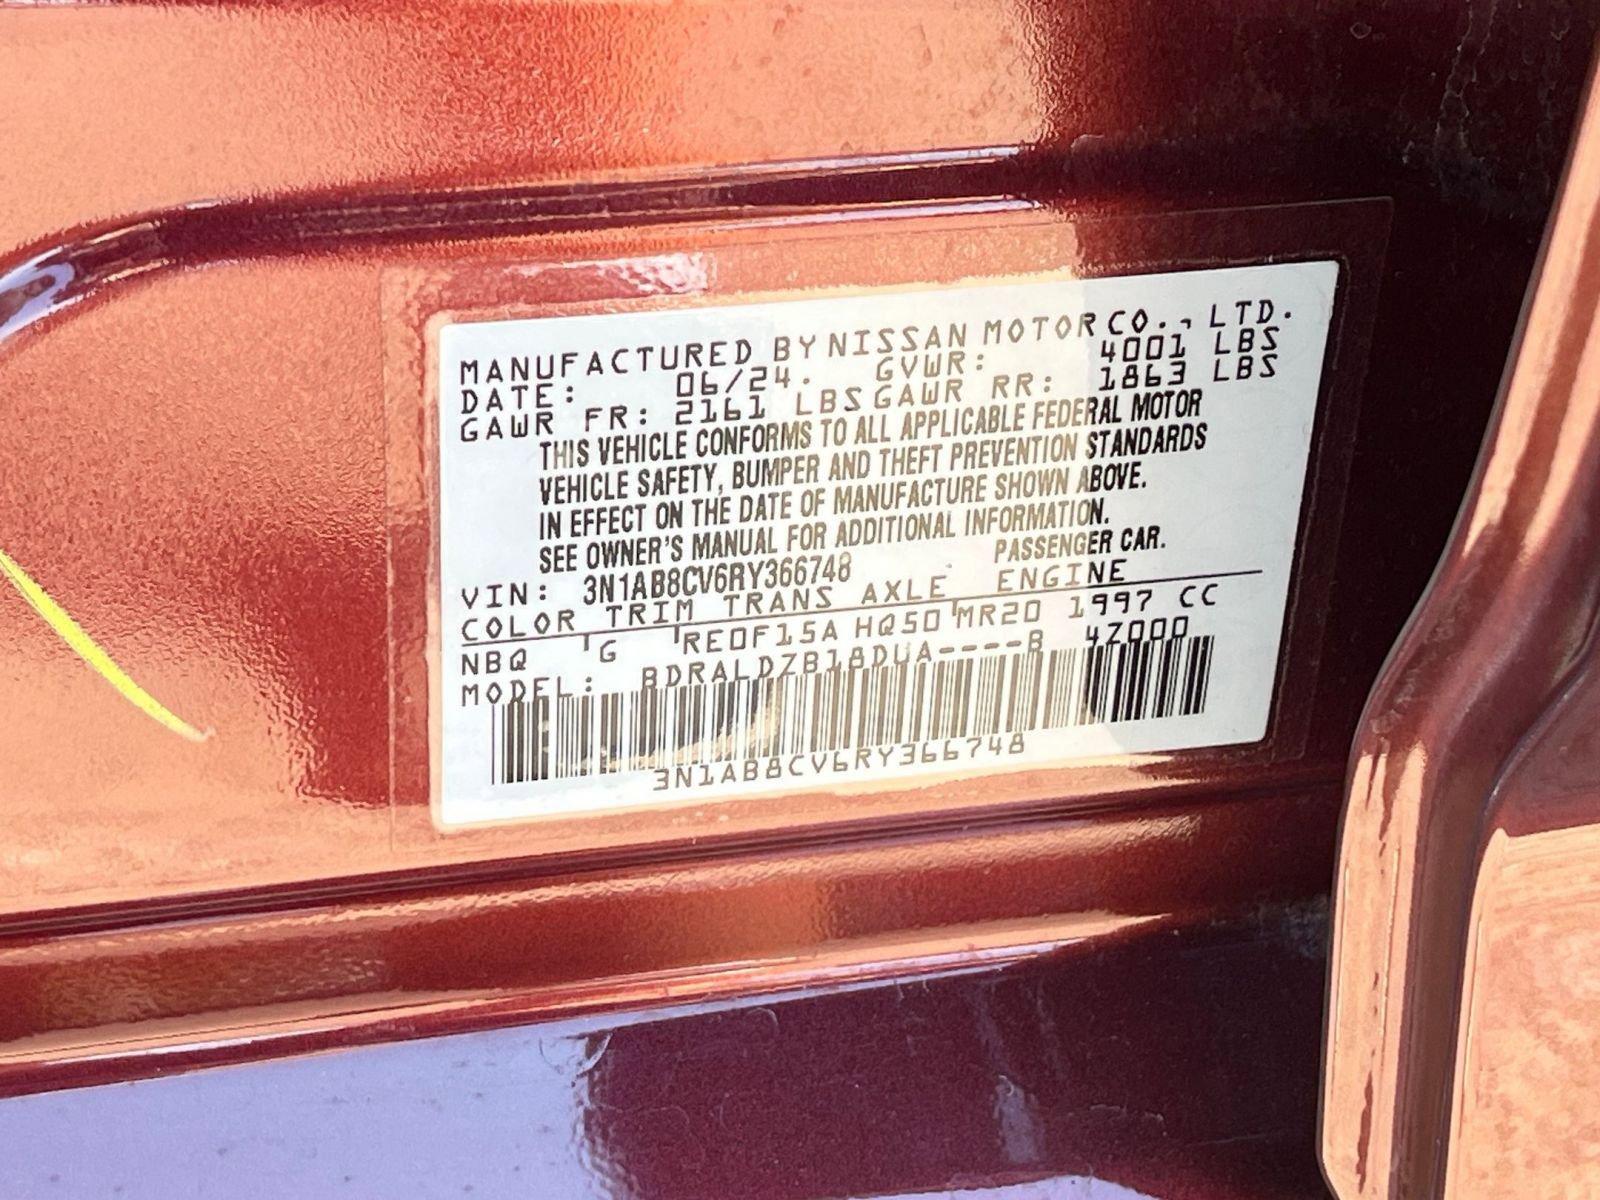 MANUFACTURED BY NISSAN MOTOR CO., LTD.
DATE: 06/24. GVWR: 4001 LBS
GAWR FR: 2161 LBS GAWR RR: 1863 LBS
THIS VEHICLE CONFORMS TO ALL APPLICABLE FEDERAL MOTOR
VEHICLE SAFETY, BUMPER AND THEFT PREVENTION STANDARDS
IN EFFECT ON THE DATE OF MANUFACTURE SHOWN ABOVE.
SEE OWNER'S MANUAL FOR ADDITIONAL INFORMATION.
VIN: 3N1AB8CV6RY366748 PASSENGER CAR.
COLOR TRIM TRANS AXLE ENGINE
NBQ G RE0F15A HQ50 MR20 1997 CC
MODEL: BDRALDZB18DUA----B 4Z000
3N1AB8CV6RY366748